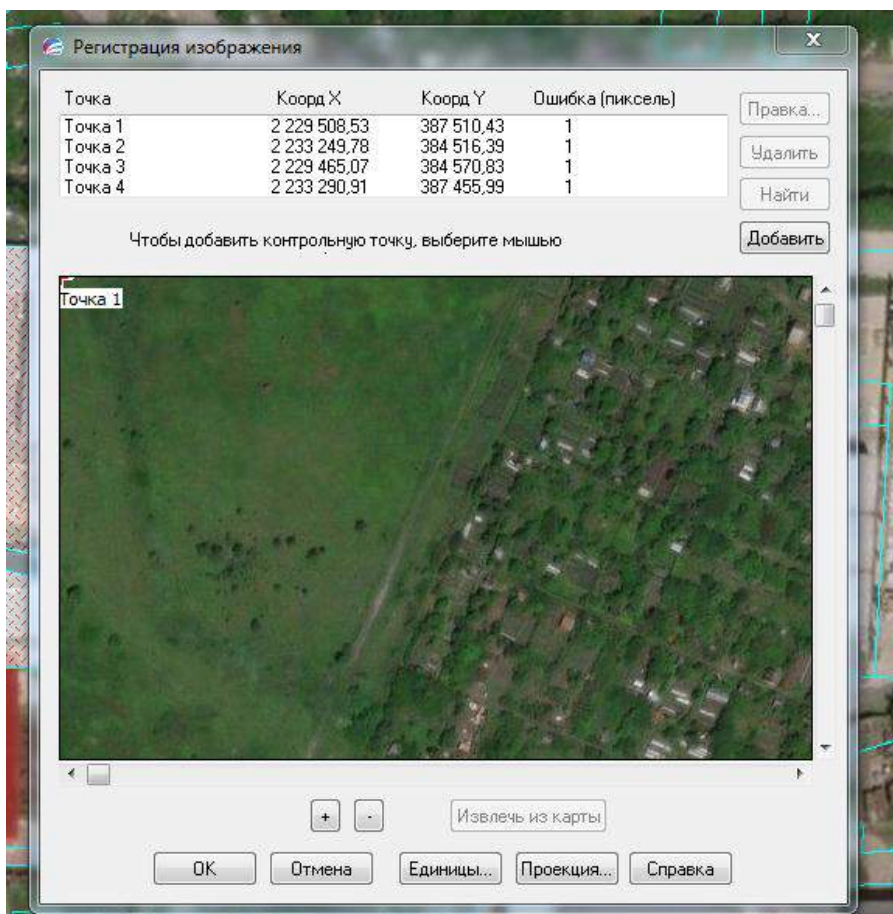 Регистрация изображения
X
Точка Коорд X Коорд Y Ошибка (пиксель)
Точка 1 2 229 508,53 387 510,43 1
Точка 2 2 233 249,78 384 516,39 1
Точка 3 2 229 465,07 384 570,83 1
Точка 4 2 233 290,91 387 455,99 1
Правка...
Удалить
Найти
Добавить
Чтобы добавить контрольную точку, выберите мышью
Точка 1
+ -
Извлечь из карты
OK Отмена Единицы... Проекция... Справка